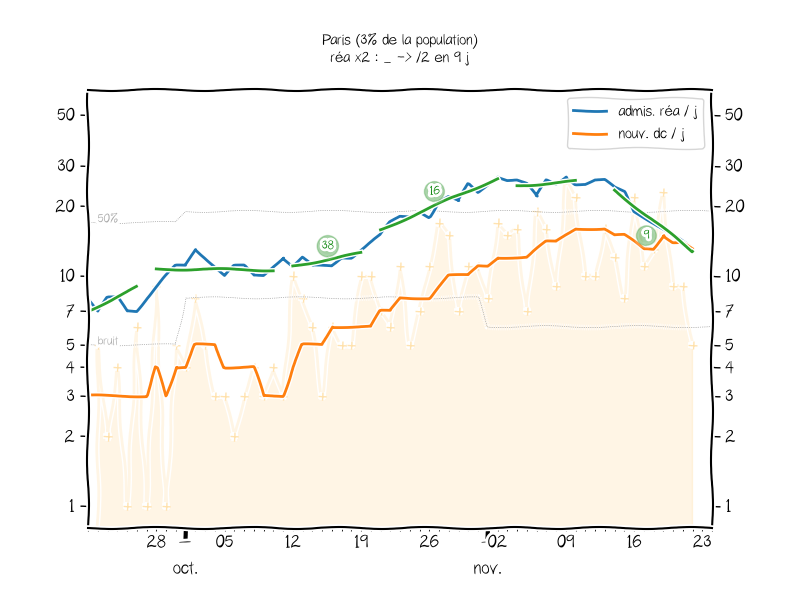 Paris (3% de la population)
réa x2 : _ -> /2 en 9 j
admis. réa / j
nouv. dc / j
50 50
30 30
20 20
10 10
7 7
5 5
4 4
3 3
2 2
1 1
50%
bruit
38
16
9
28 05 12 19 26 02 09 16 23
oct. nov.